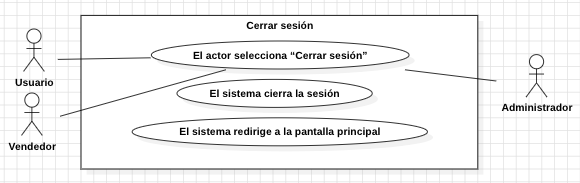 Cerrar sesión
El actor selecciona “Cerrar sesión”
Usuario
El sistema cierra la sesión
Administrador
Vendedor
El sistema redirige a la pantalla principal